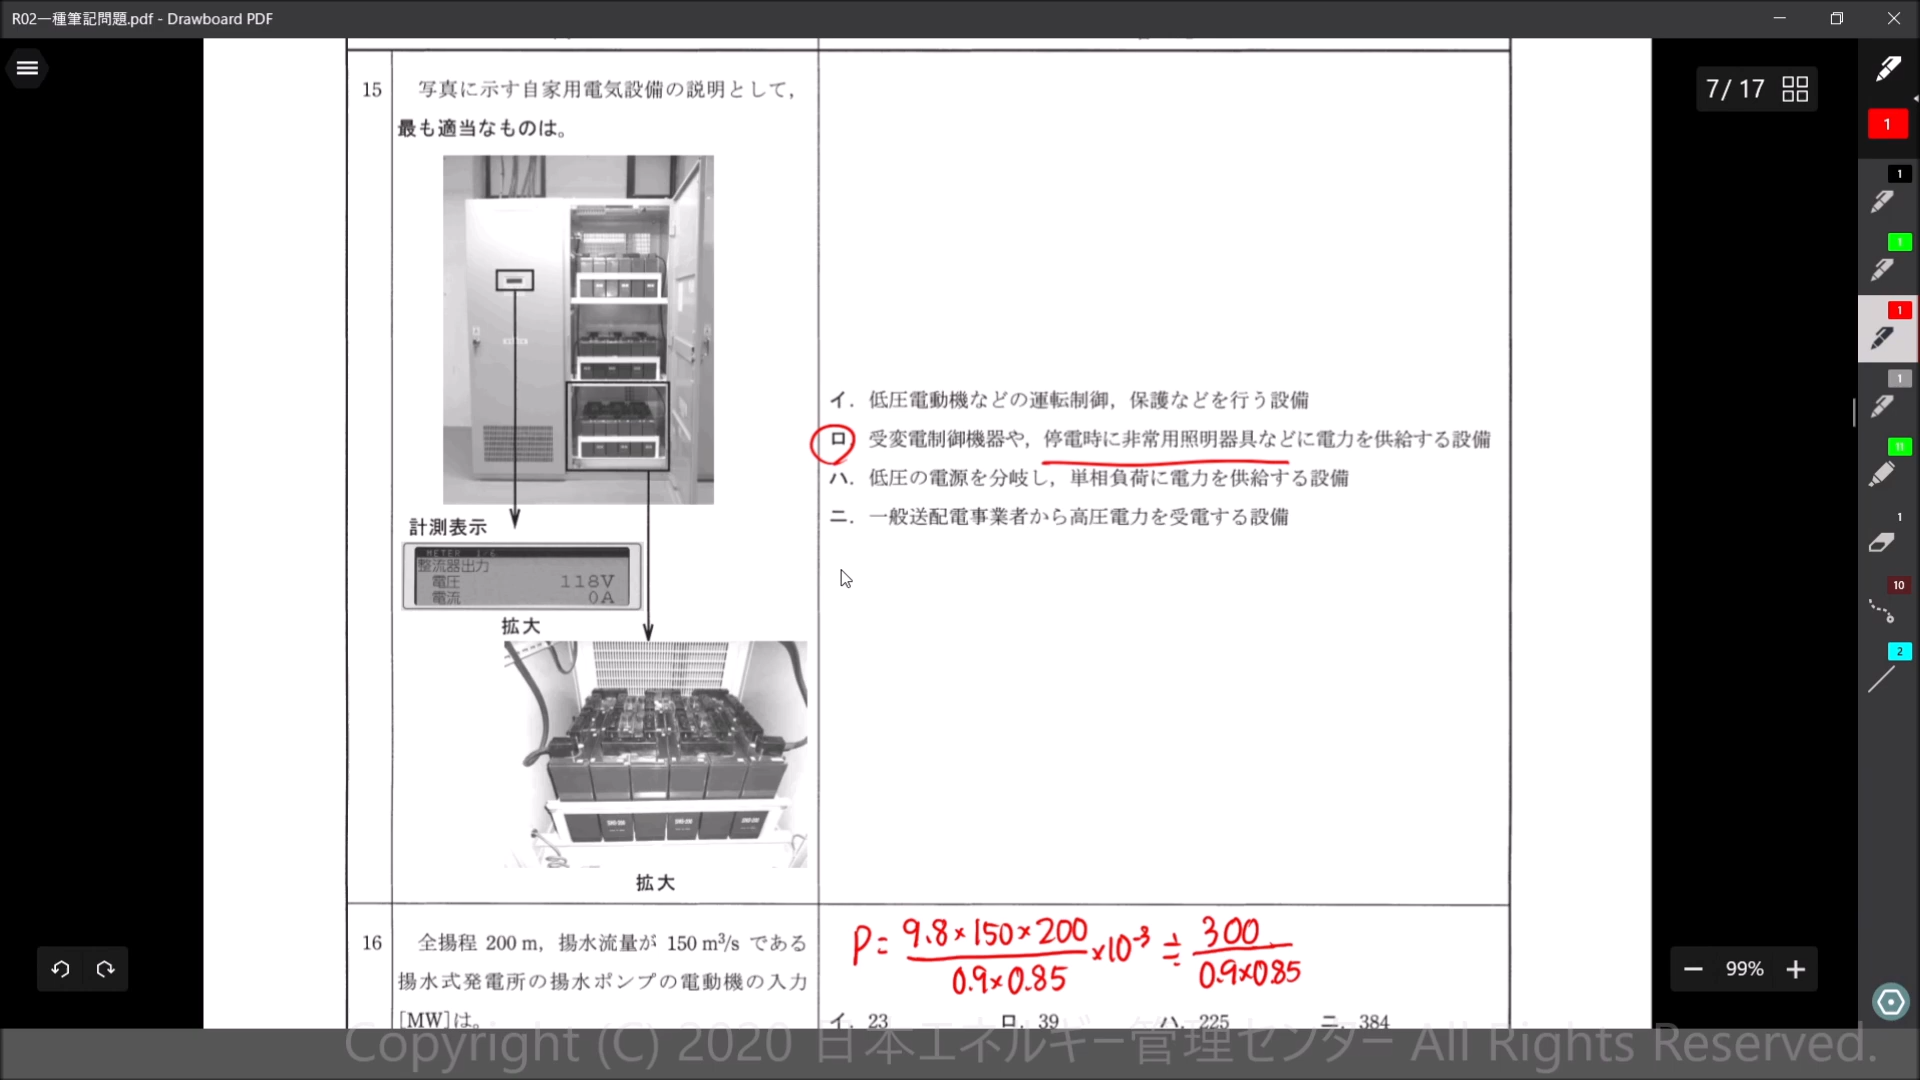 R02一種筆記問題.pdf - Drawboard PDF
7/ 17
15
写真に示す自家用電気設備の説明として，
最も適当なものは。
計測表示
METER 1/6
整流器出力
電圧 118V
電流 0A
拡大
拡大
イ．低圧電動機などの運転制御，保護などを行う設備
ロ．受変電制御機器や，停電時に非常用照明器具などに電力を供給する設備
ハ．低圧の電源を分岐し，単相負荷に電力を供給する設備
ニ．一般送配電事業者から高圧電力を受電する設備
16
全揚程 200 m，揚水流量が 150 m³/s である
揚水式発電所の揚水ポンプの電動機の入力
[MW]は。
P = 9.8×150×200 / 0.9×0.85 ×10⁻³ ≒ 300 / 0.9×0.85
イ．23 ロ．39 ハ．225 ニ．384
1
1
1
1
1
11
1
10
2
99%
Copyright (C) 2020 日本エネルギー管理センター All Rights Reserved.